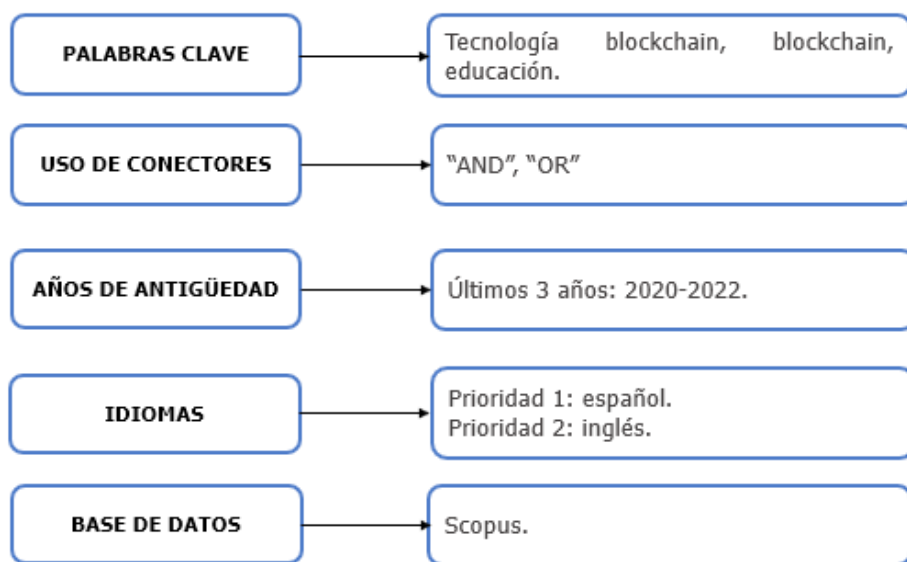 PALABRAS CLAVE
Tecnología blockchain, blockchain,
educación.
USO DE CONECTORES
“AND”, “OR”
AÑOS DE ANTIGÜEDAD
Últimos 3 años: 2020-2022.
IDIOMAS
Prioridad 1: español.
Prioridad 2: inglés.
BASE DE DATOS
Scopus.